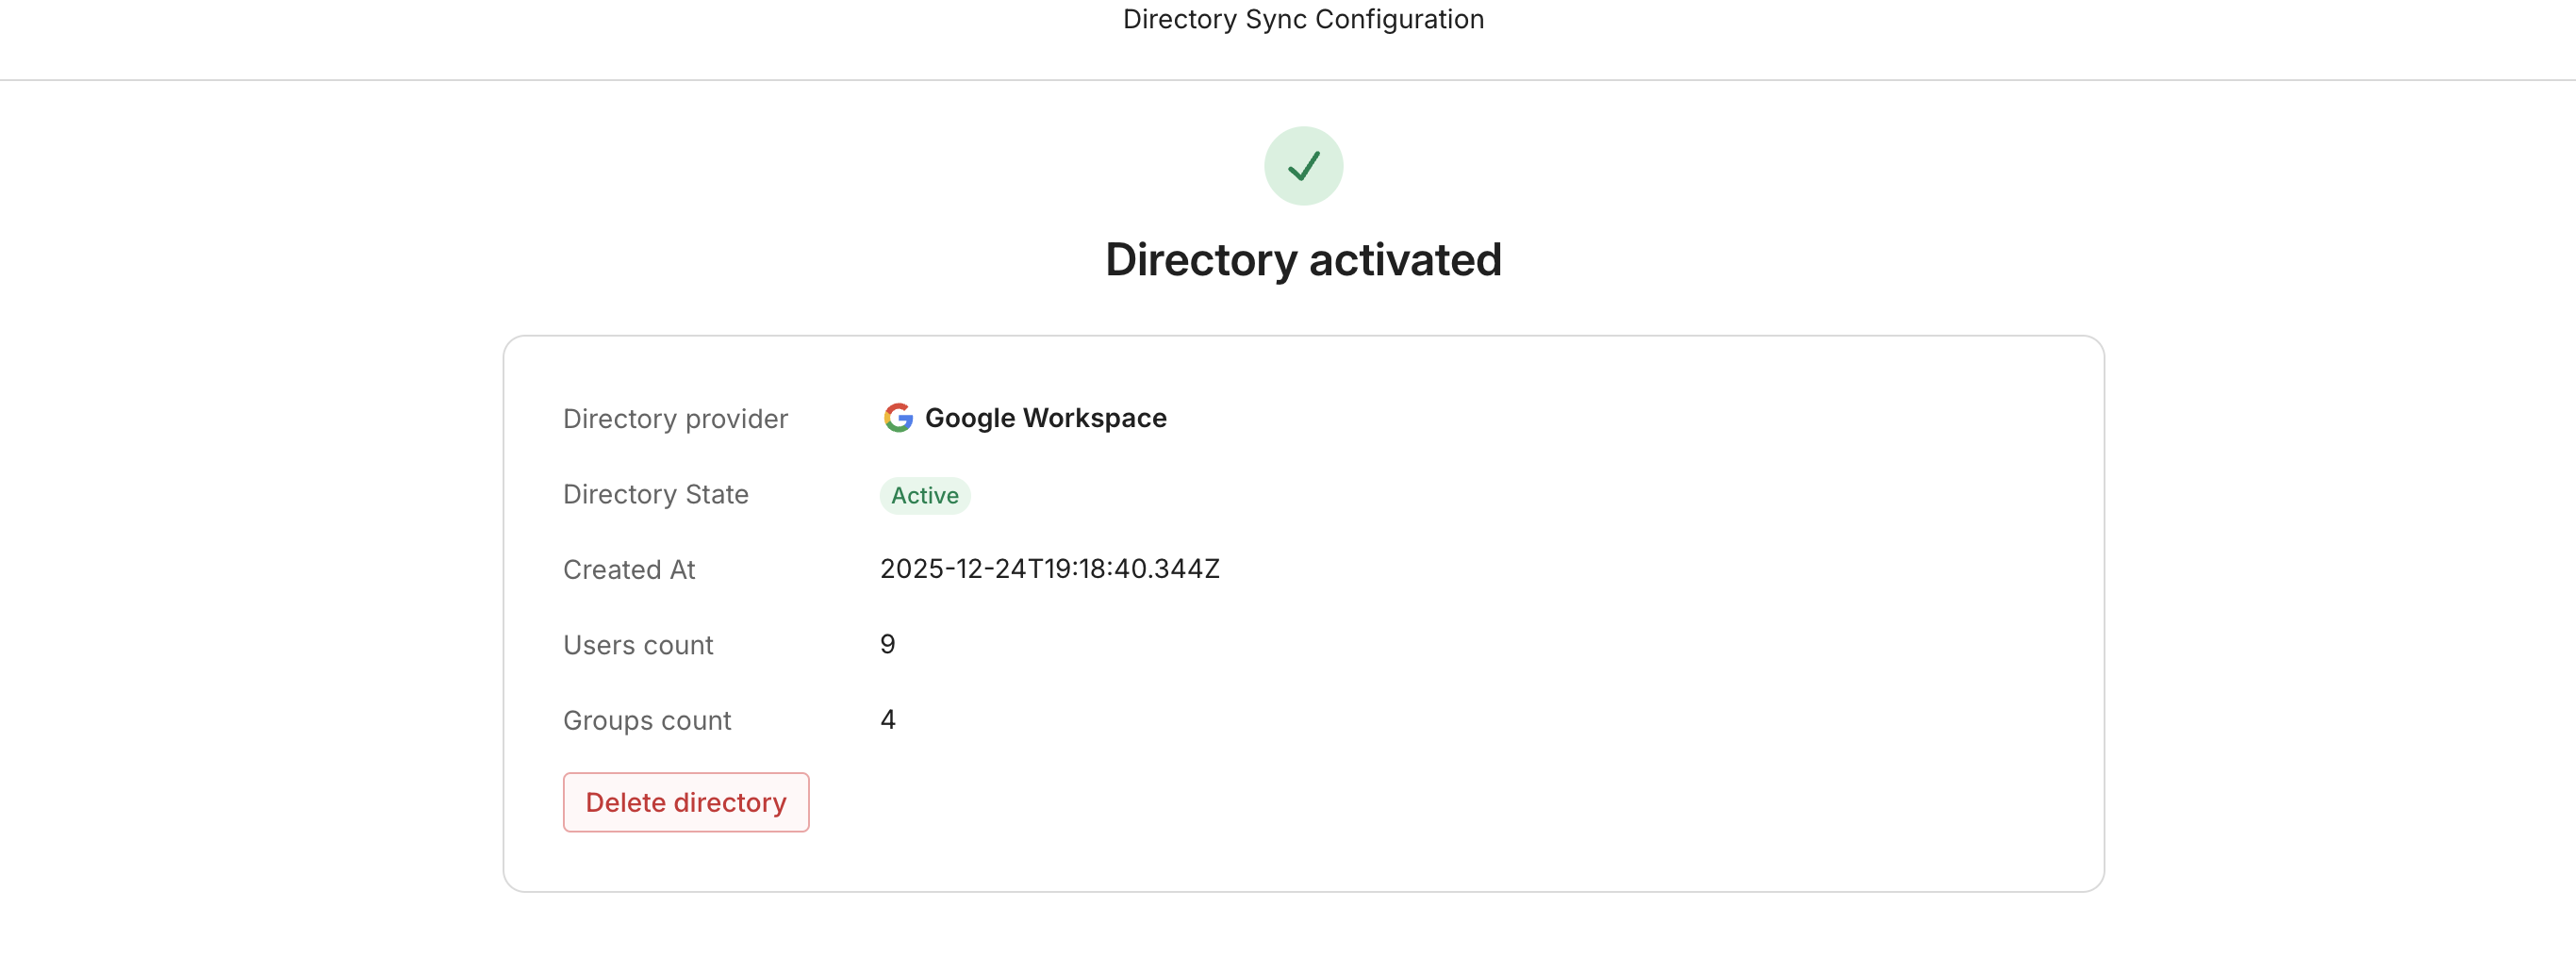 Directory Sync Configuration
Directory activated
Directory provider Google Workspace
Directory State Active
Created At 2025-12-24T19:18:40.344Z
Users count 9
Groups count 4
Delete directory